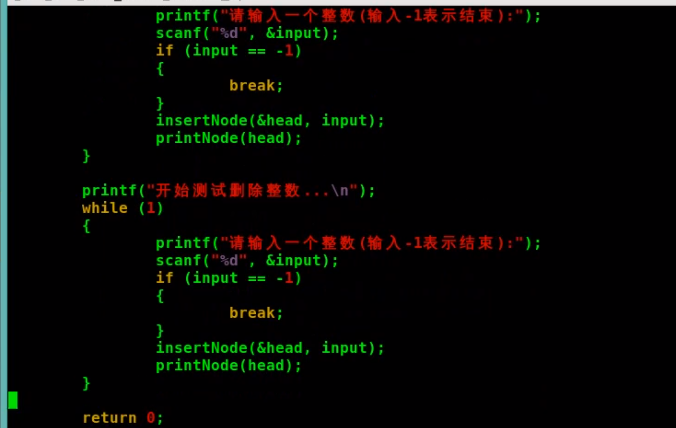 printf("请输入一个整数(输入-1表示结束):");
scanf("%d", &input);
if (input == -1)
{
break;
}
insertNode(&head, input);
printNode(head);
}
printf("开始测试删除整数...\n");
while (1)
{
printf("请输入一个整数(输入-1表示结束):");
scanf("%d", &input);
if (input == -1)
{
break;
}
insertNode(&head, input);
printNode(head);
}
return 0;